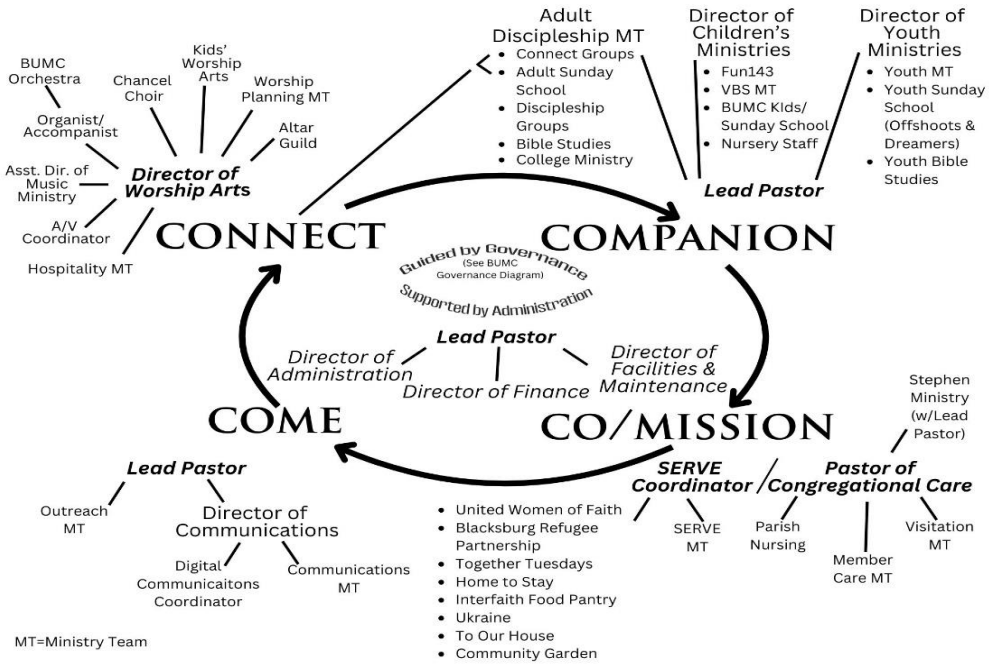 Adult
Discipleship MT
• Connect Groups
• Adult Sunday
School
• Discipleship
Groups
• Bible Studies
• College Ministry
Director of
Children's
Ministries
• Fun143
• VBS MT
• BUMC KIds/
Sunday School
• Nursery Staff
Director of
Youth
Ministries
• Youth MT
• Youth Sunday
School
(Offshoots &
Dreamers)
• Youth Bible
Studies
Lead Pastor
COMPANION
BUMC
Orchestra
Chancel
Choir
Kids'
Worship
Arts
Worship
Planning MT
Organist/
Accompanist
Altar
Guild
Asst. Dir. of
Music
Ministry
Director of
Worship Arts
A/V
Coordinator
Hospitality MT
CONNECT
Guided by Governance
(See BUMC
Governance Diagram)
Supported by Administration
Lead Pastor
Director of
Administration
Director of Finance
Director of
Facilities &
Maintenance
COME
Lead Pastor
Outreach
MT
Director of
Communications
Digital
Communicaitons
Coordinator
Communications
MT
CO/MISSION
SERVE
Coordinator
/
Pastor of
Congregational Care
Stephen
Ministry
(w/Lead
Pastor)
• United Women of Faith
• Blacksburg Refugee
Partnership
• Together Tuesdays
• Home to Stay
• Interfaith Food Pantry
• Ukraine
• To Our House
• Community Garden
SERVE
MT
Parish
Nursing
Member
Care MT
Visitation
MT
MT=Ministry Team